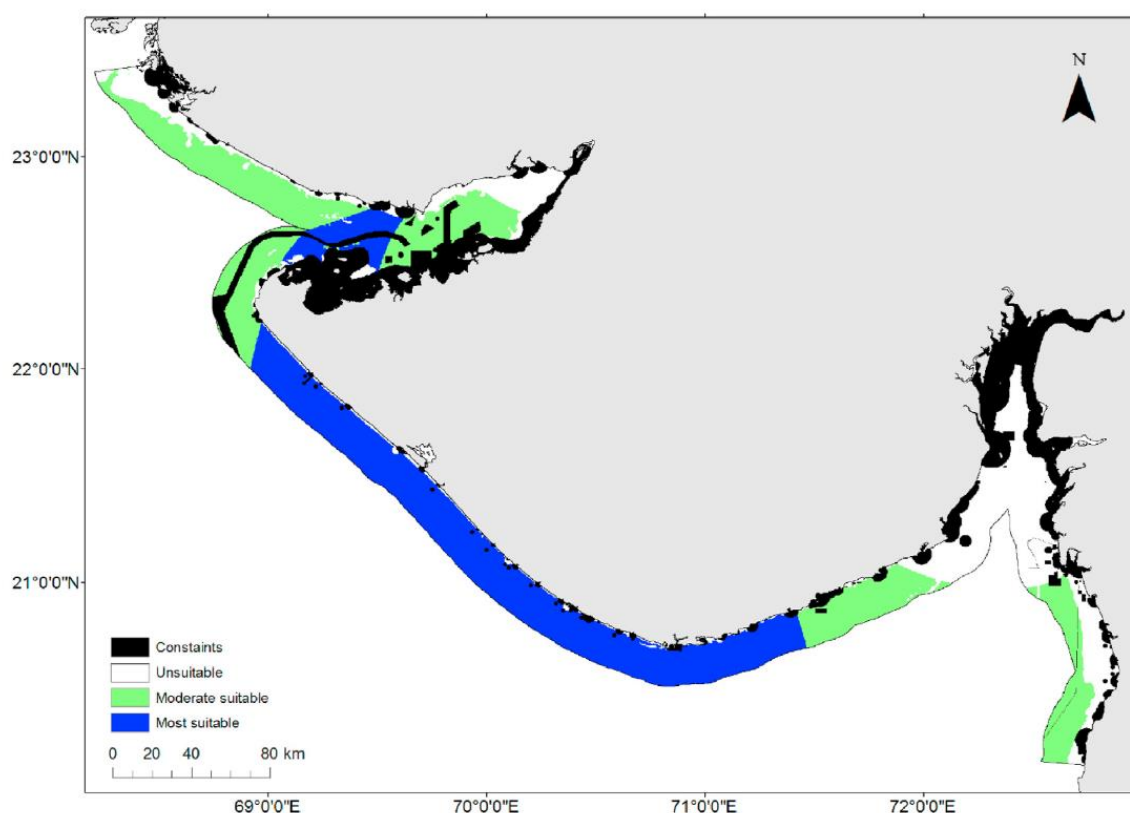 N
23°0'0"N
22°0'0"N
21°0'0"N
Constaints
Unsuitable
Moderate suitable
Most suitable
0 20 40 80 km
69°0'0"E 70°0'0"E 71°0'0"E 72°0'0"E